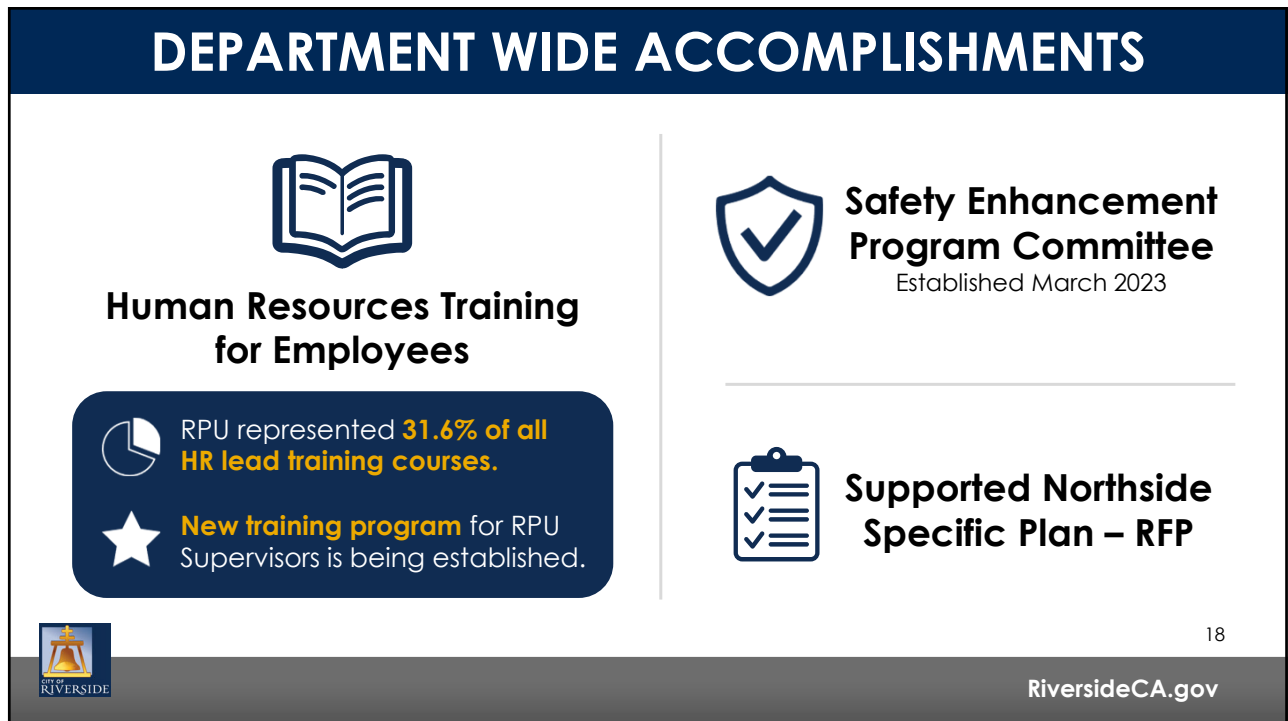 DEPARTMENT WIDE ACCOMPLISHMENTS
Human Resources Training
for Employees
RPU represented 31.6% of all
HR lead training courses.
New training program for RPU
Supervisors is being established.
Safety Enhancement
Program Committee
Established March 2023
Supported Northside
Specific Plan – RFP
18
CITY OF
RIVERSIDE
RiversideCA.gov